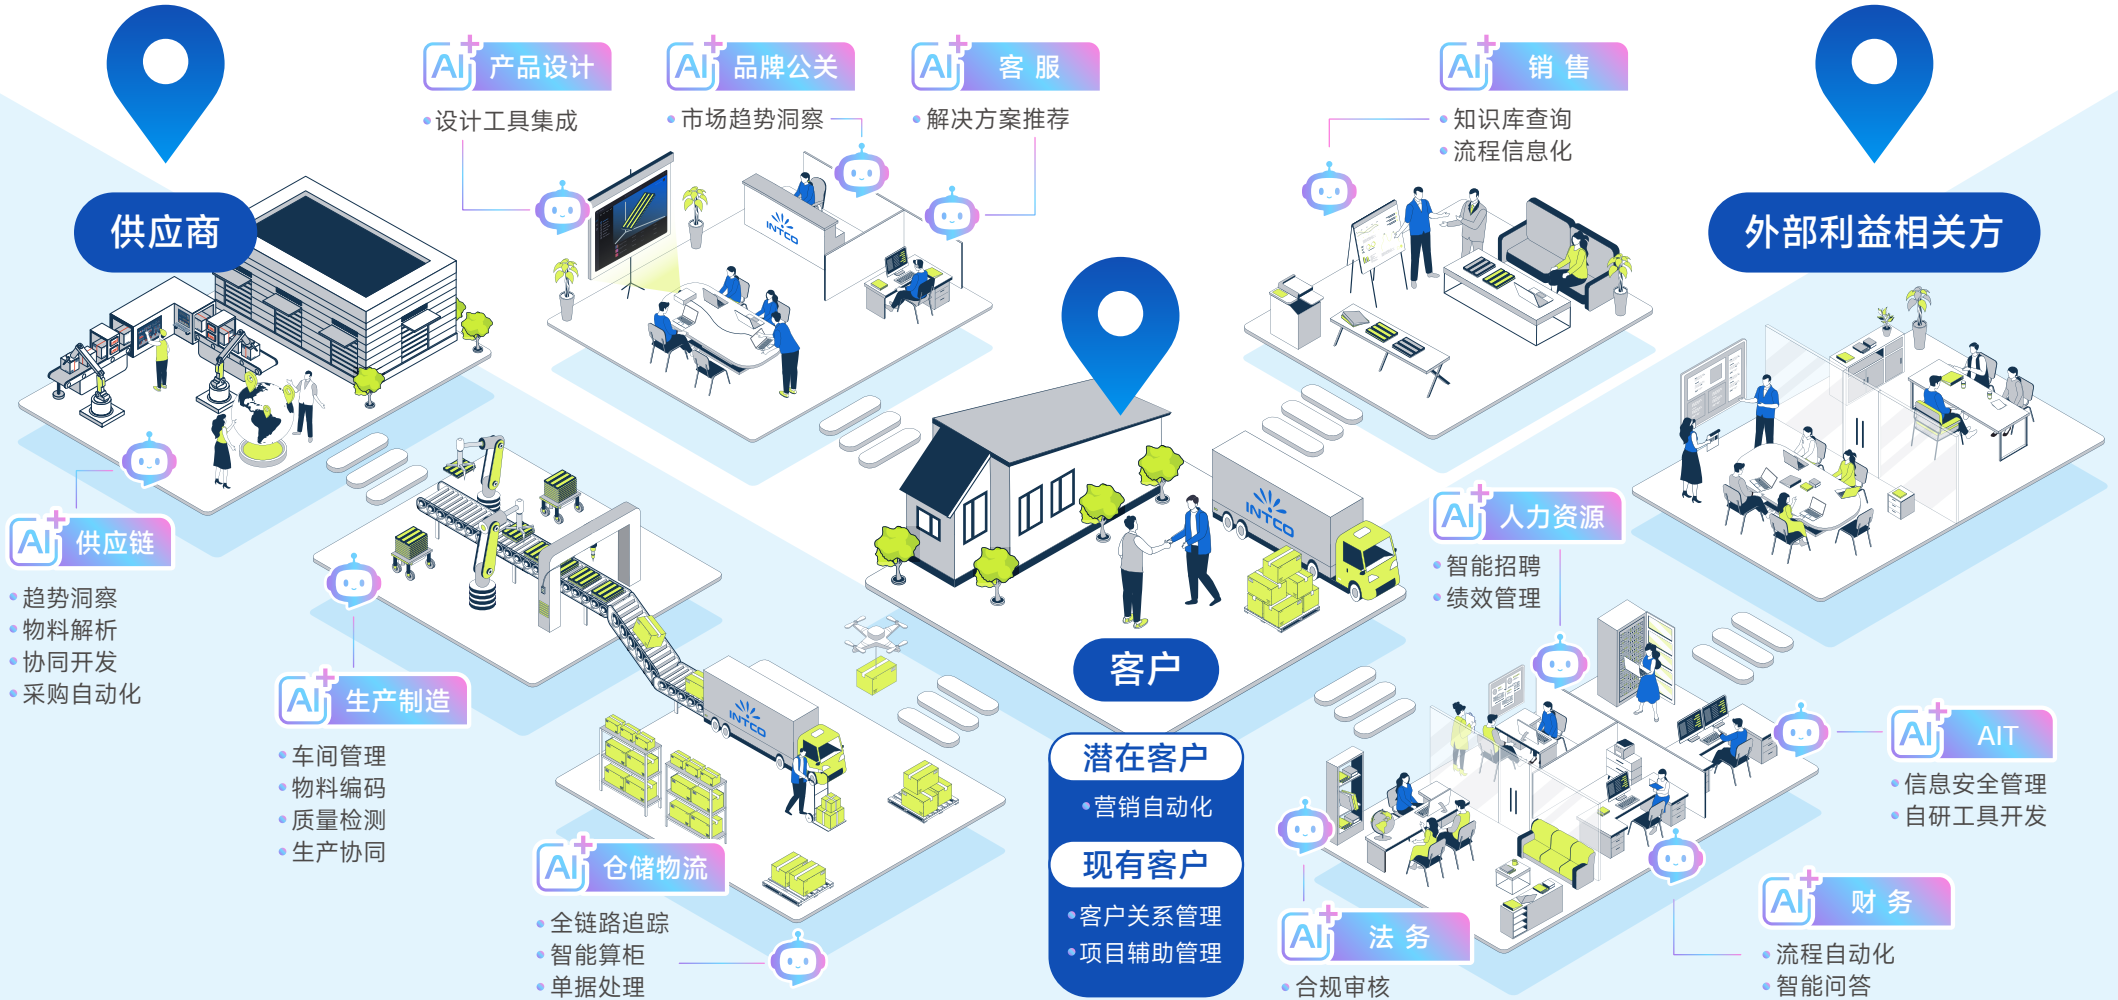 供应商
AI+ 产品设计
设计工具集成
AI+ 品牌公关
市场趋势洞察
AI+ 客 服
解决方案推荐
AI+ 销 售
知识库查询
流程信息化
外部利益相关方
INTCO
AI+ 供应链
趋势洞察
物料解析
协同开发
采购自动化
AI+ 生产制造
车间管理
物料编码
质量检测
生产协同
INTCO
INTCO
AI+ 仓储物流
全链路追踪
智能算柜
单据处理
客户
潜在客户
营销自动化
现有客户
客户关系管理
项目辅助管理
AI+ 人力资源
智能招聘
绩效管理
AI+ AIT
信息安全管理
自研工具开发
AI+ 法 务
合规审核
AI+ 财 务
流程自动化
智能问答